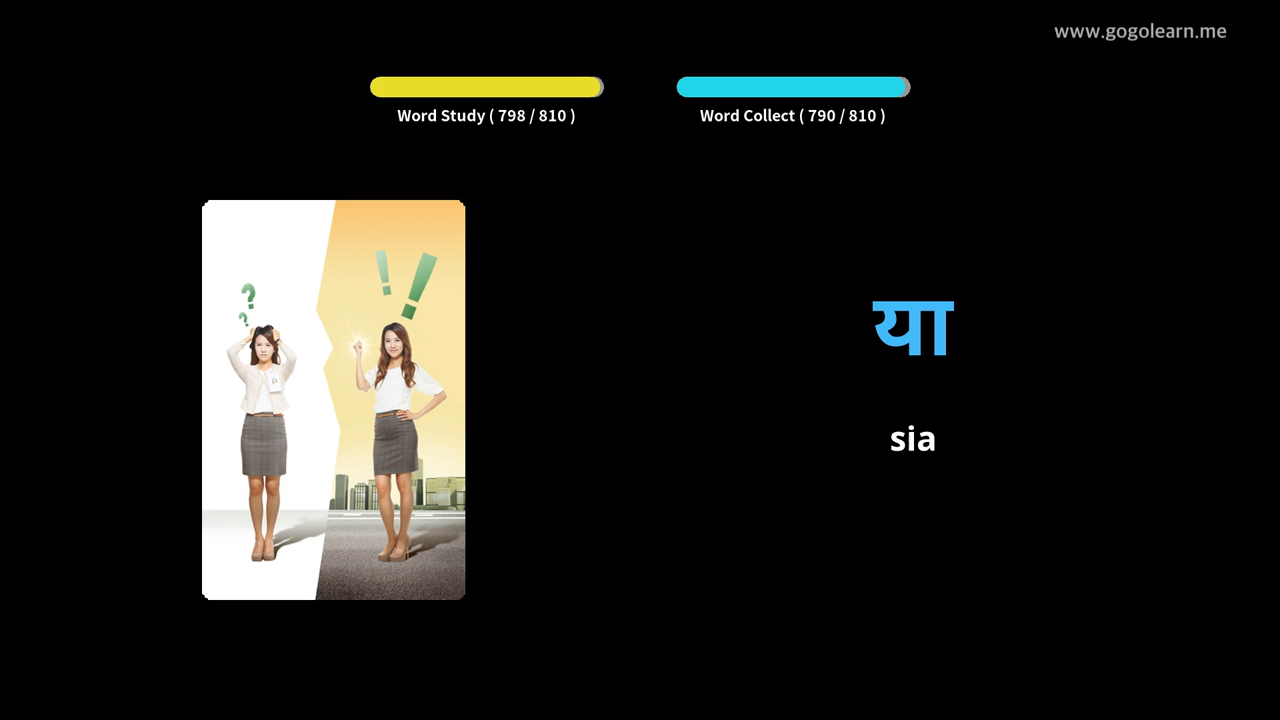 www.gogolearn.me
Word Study ( 798 / 810 )
Word Collect ( 790 / 810 )
? ?
! !
या
sia